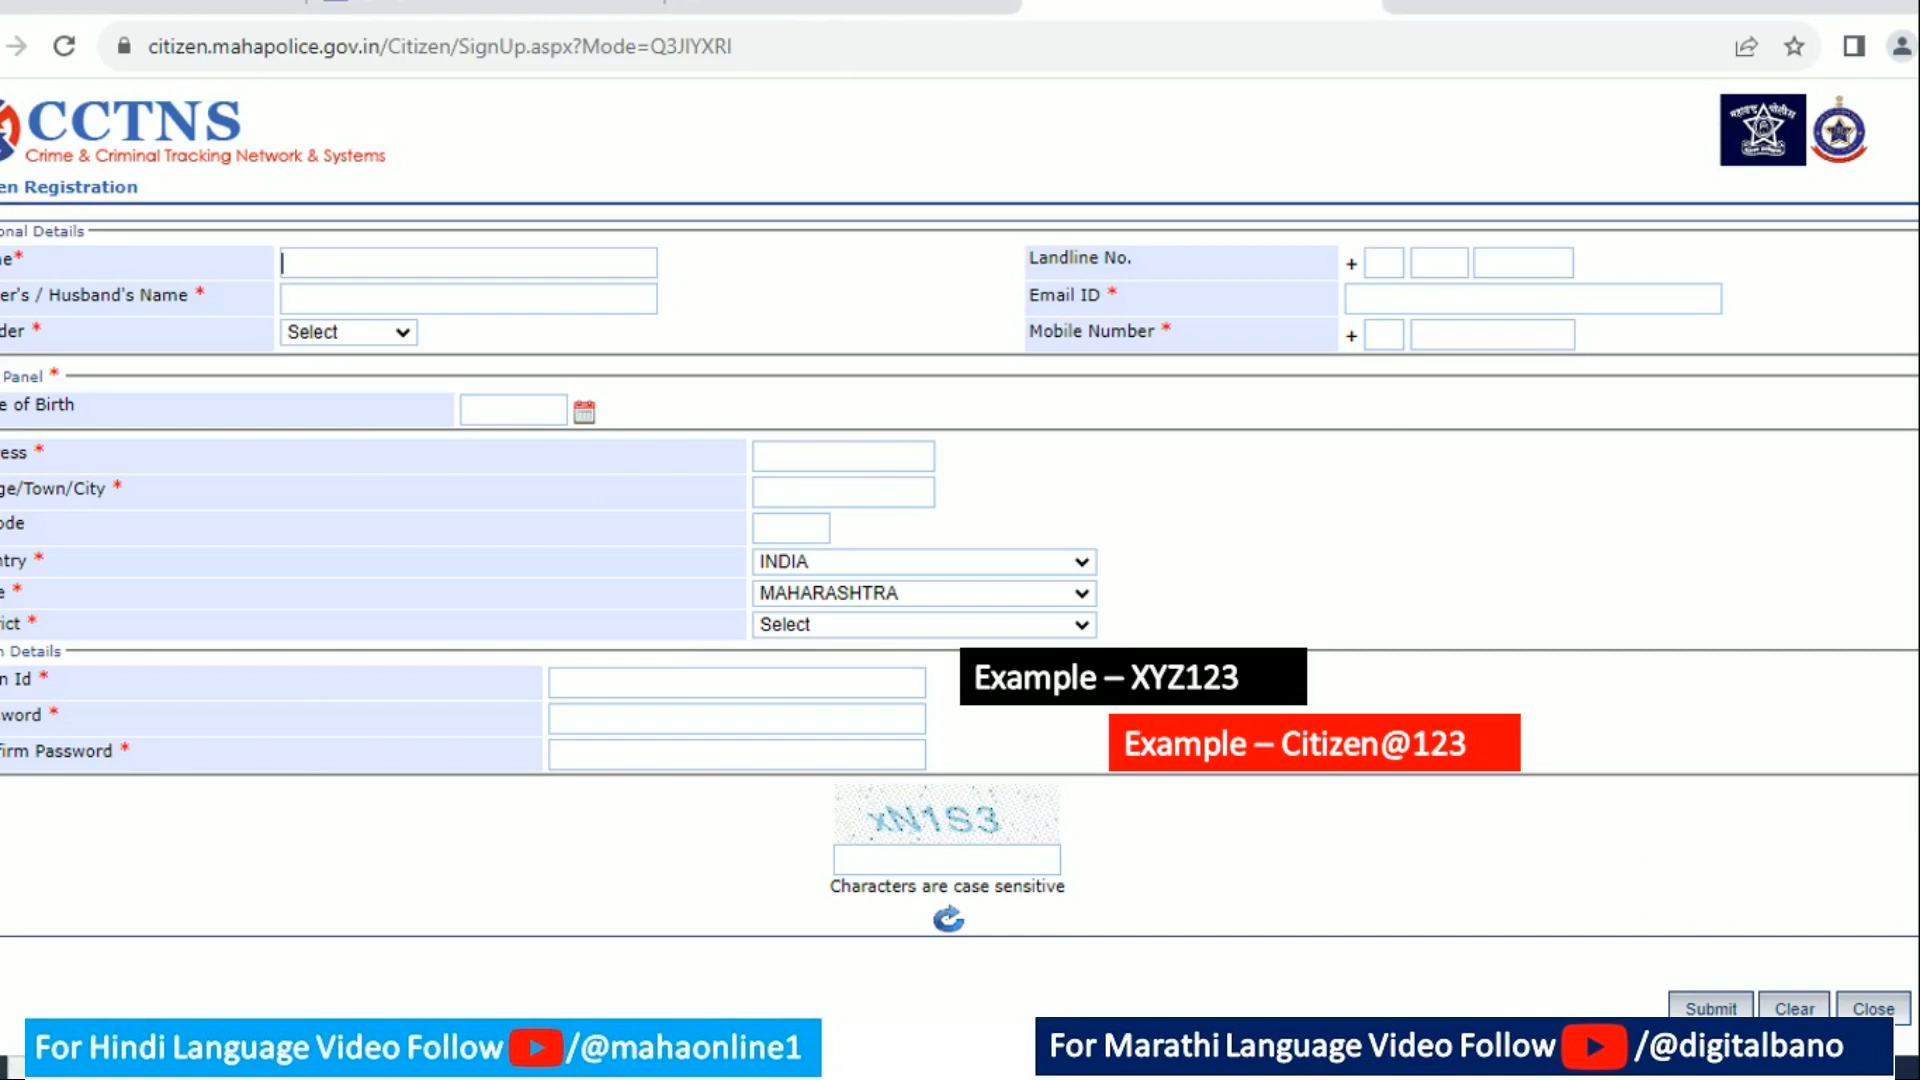 citizen.mahapolice.gov.in/Citizen/SignUp.aspx?Mode=Q3JlYXRl
CCTNS
Crime & Criminal Tracking Network & Systems
en Registration
onal Details
e*
Landline No. +
er's / Husband's Name *
Email ID *
der * Select
Mobile Number * +
Panel *
e of Birth
ess *
ge/Town/City *
ode
ntry * INDIA
e * MAHARASHTRA
ict * Select
n Details
n Id *
Example – XYZ123
word *
Example – Citizen@123
firm Password *
xN1S3
Characters are case sensitive
Submit Clear Close
For Hindi Language Video Follow /@mahaonline1
For Marathi Language Video Follow /@digitalbano